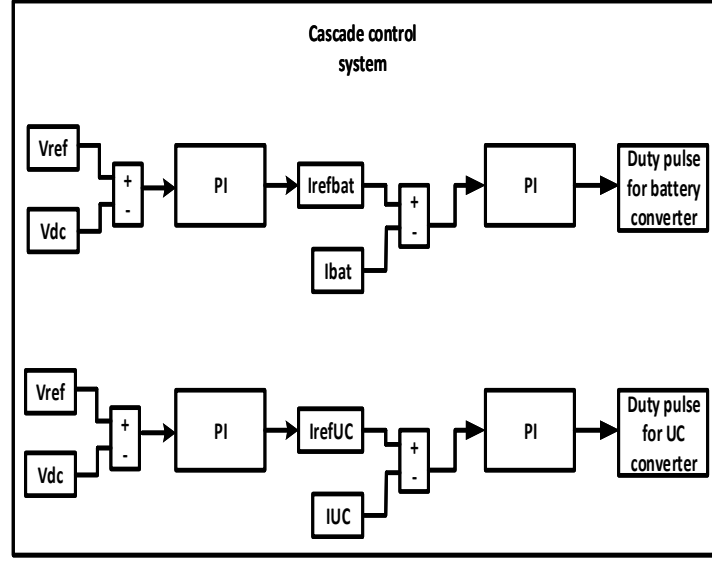 Cascade control
system
Vref
+
-
Vdc
PI
Irefbat
+
-
Ibat
PI
Duty pulse
for battery
converter
Vref
+
-
Vdc
PI
IrefUC
+
-
IUC
PI
Duty pulse
for UC
converter